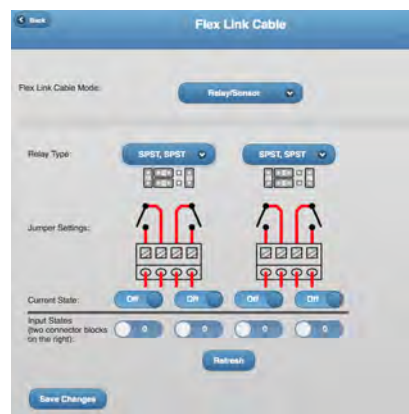 Back
Flex Link Cable
Flex Link Cable Mode:
Relay/Sensor
Relay Type:
SPST, SPST
SPST, SPST
Jumper Settings:
Current State:
Off
Off
Off
Off
Input States
(two connector blocks
on the right):
0
0
0
0
Refresh
Save Changes